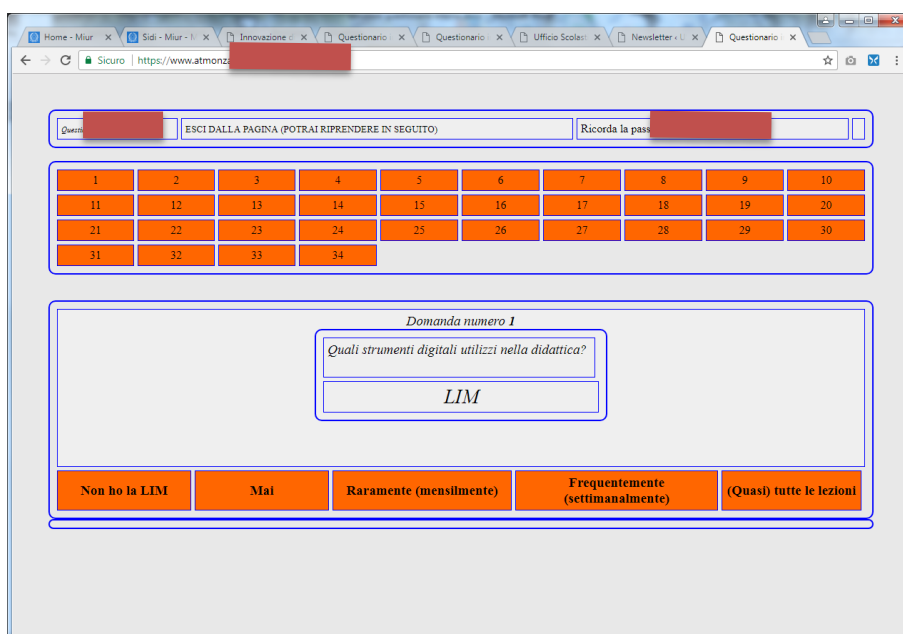 Home - Miur
Sidi - Miur -
Innovazione d
Questionario
Questionario
Ufficio Scolast
Newsletter ‹ L
Questionario
Sicuro | https://www.atmonza
ESCI DALLA PAGINA (POTRAI RIPRENDERE IN SEGUITO)
Ricorda la pass
1 2 3 4 5 6 7 8 9 10
11 12 13 14 15 16 17 18 19 20
21 22 23 24 25 26 27 28 29 30
31 32 33 34
Domanda numero 1
Quali strumenti digitali utilizzi nella didattica?
LIM
Non ho la LIM
Mai
Raramente (mensilmente)
Frequentemente
(settimanalmente)
(Quasi) tutte le lezioni